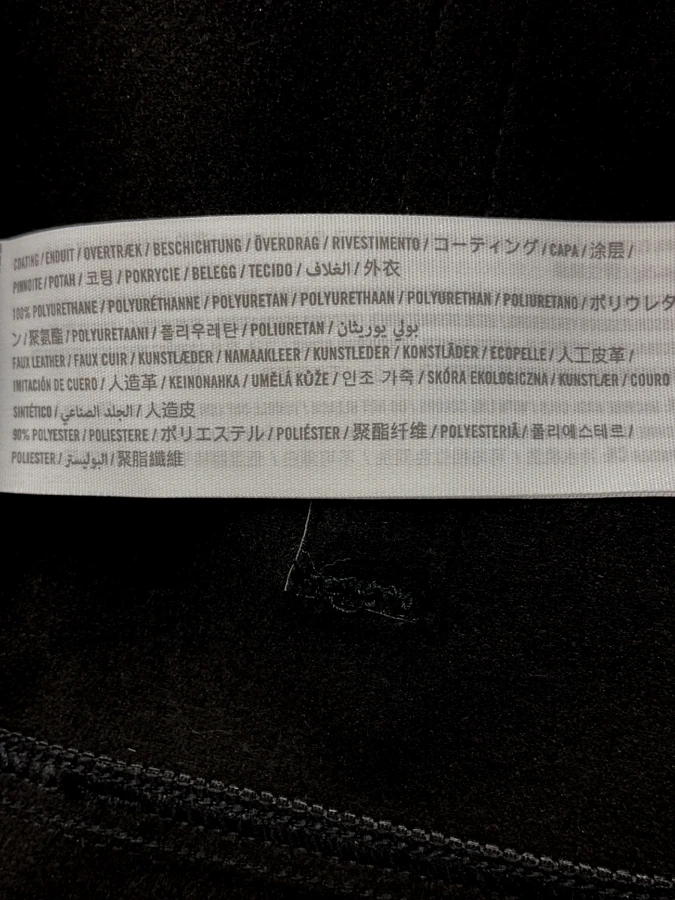 COATING / ENDUIT / OVERTRÆK / BESCHICHTUNG / ÖVERDRAG / RIVESTIMENTO / コーティング / CAPA / 涂层 /
PINNOITE / POTAH / 코팅 / POKRYCIE / BELEGG / TECIDO / الغلاف / 外衣
100% POLYURETHANE / POLYURÉTHANNE / POLYURETAN / POLYURETHAAN / POLYURETHAN / POLIURETANO / ポリウレタ
ン / 聚氨酯 / POLYURETAANI / 폴리우레탄 / POLIURETAN / بولي يوريثان
FAUX LEATHER / FAUX CUIR / KUNSTLÆDER / NAMAAKLEER / KUNSTLEDER / KONSTLÄDER / ECOPELLE / 人工皮革 /
IMITACIÓN DE CUERO / 人造革 / KEINONAHKA / UMĚLÁ KŮŽE / 인조 가죽 / SKÓRA EKOLOGICZNA / KUNSTLÆR / COURO
SINTÉTICO / الجلد الصناعي / 人造皮
90% POLYESTER / POLIESTERE / ポリエステル / POLIÉSTER / 聚酯纤维 / POLYESTERIÄ / 폴리에스테르 /
POLIESTER / البوليستر / 聚脂纖維